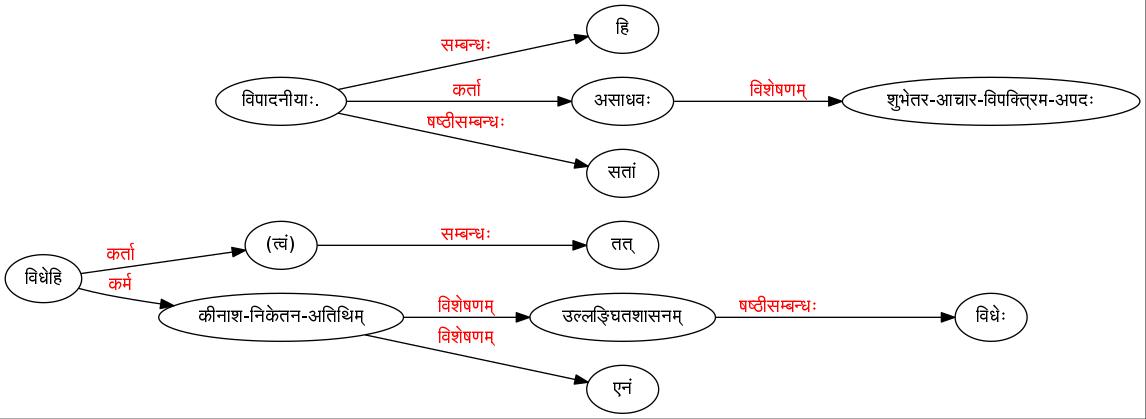 हि
सम्बन्धः
विपादनीयाः.
कर्ता
असाधवः
विशेषणम्
शुभेतर-आचार-विपक्त्रिम-अपदः
षष्ठीसम्बन्धः
सतां
कर्ता
(त्वं)
सम्बन्धः
तत्
विधेहि
कर्म
कीनाश-निकेतन-अतिथिम्
विशेषणम्
उल्लङ्घितशासनम्
षष्ठीसम्बन्धः
विधेः
विशेषणम्
एनं